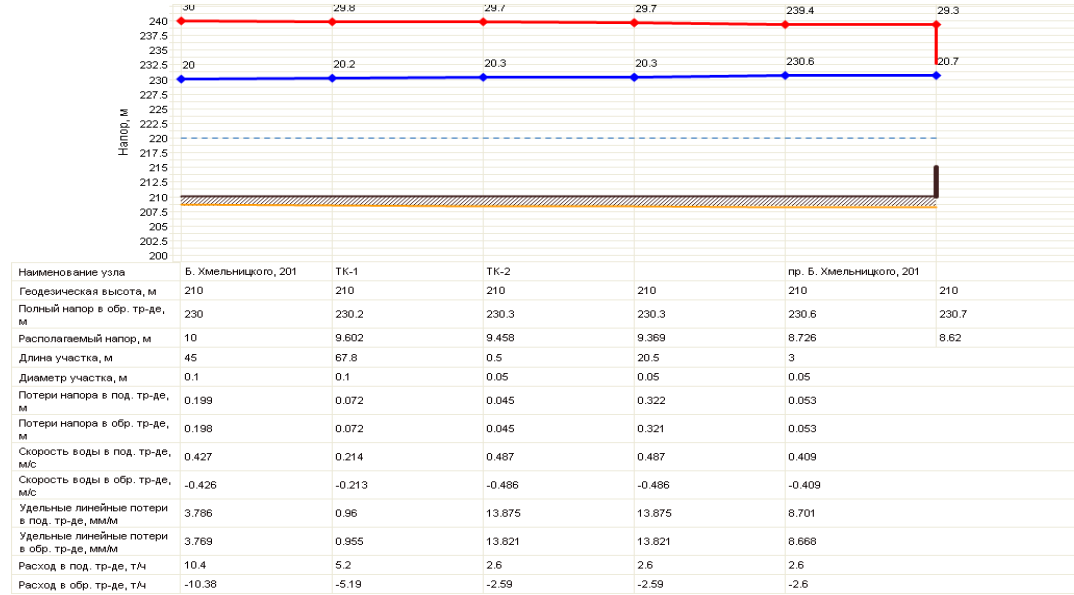 30 29.8 29.7 29.7 239.4 29.3
240
237.5
235
232.5
20 20.2 20.3 20.3 230.6 20.7
230
227.5
225
222.5
220
217.5
215
212.5
210
207.5
205
202.5
200
Напор, м
Наименование узла Б. Хмельницкого, 201 ТК-1 ТК-2 пр. Б. Хмельницкого, 201
Геодезическая высота, м 210 210 210 210 210 210
Полный напор в обр. тр-де,
м 230 230.2 230.3 230.3 230.6 230.7
Располагаемый напор, м 10 9.602 9.458 9.369 8.726 8.62
Длина участка, м 45 67.8 0.5 20.5 3
Диаметр участка, м 0.1 0.1 0.05 0.05 0.05
Потери напора в под. тр-де,
м 0.199 0.072 0.045 0.322 0.053
Потери напора в обр. тр-де,
м 0.198 0.072 0.045 0.321 0.053
Скорость воды в под. тр-де,
м/с 0.427 0.214 0.487 0.487 0.409
Скорость воды в обр. тр-де,
м/с -0.426 -0.213 -0.486 -0.486 -0.409
Удельные линейные потери
в под. тр-де, мм/м 3.786 0.96 13.875 13.875 8.701
Удельные линейные потери
в обр. тр-де, мм/м 3.769 0.955 13.821 13.821 8.668
Расход в под. тр-де, т/ч 10.4 5.2 2.6 2.6 2.6
Расход в обр. тр-де, т/ч -10.38 -5.19 -2.59 -2.59 -2.6